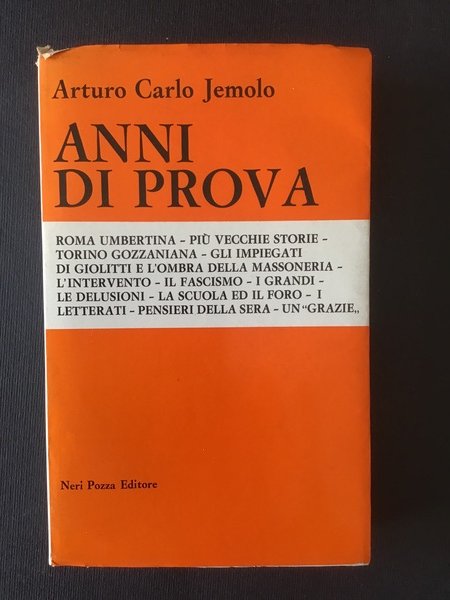 Arturo Carlo Jemolo
ANNI
DI PROVA
ROMA UMBERTINA - PIÙ VECCHIE STORIE -
TORINO GOZZANIANA - GLI IMPIEGATI
DI GIOLITTI E L'OMBRA DELLA MASSONERIA -
L'INTERVENTO - IL FASCISMO - I GRANDI -
LE DELUSIONI - LA SCUOLA ED IL FORO - I
LETTERATI - PENSIERI DELLA SERA - UN "GRAZIE„
Neri Pozza Editore